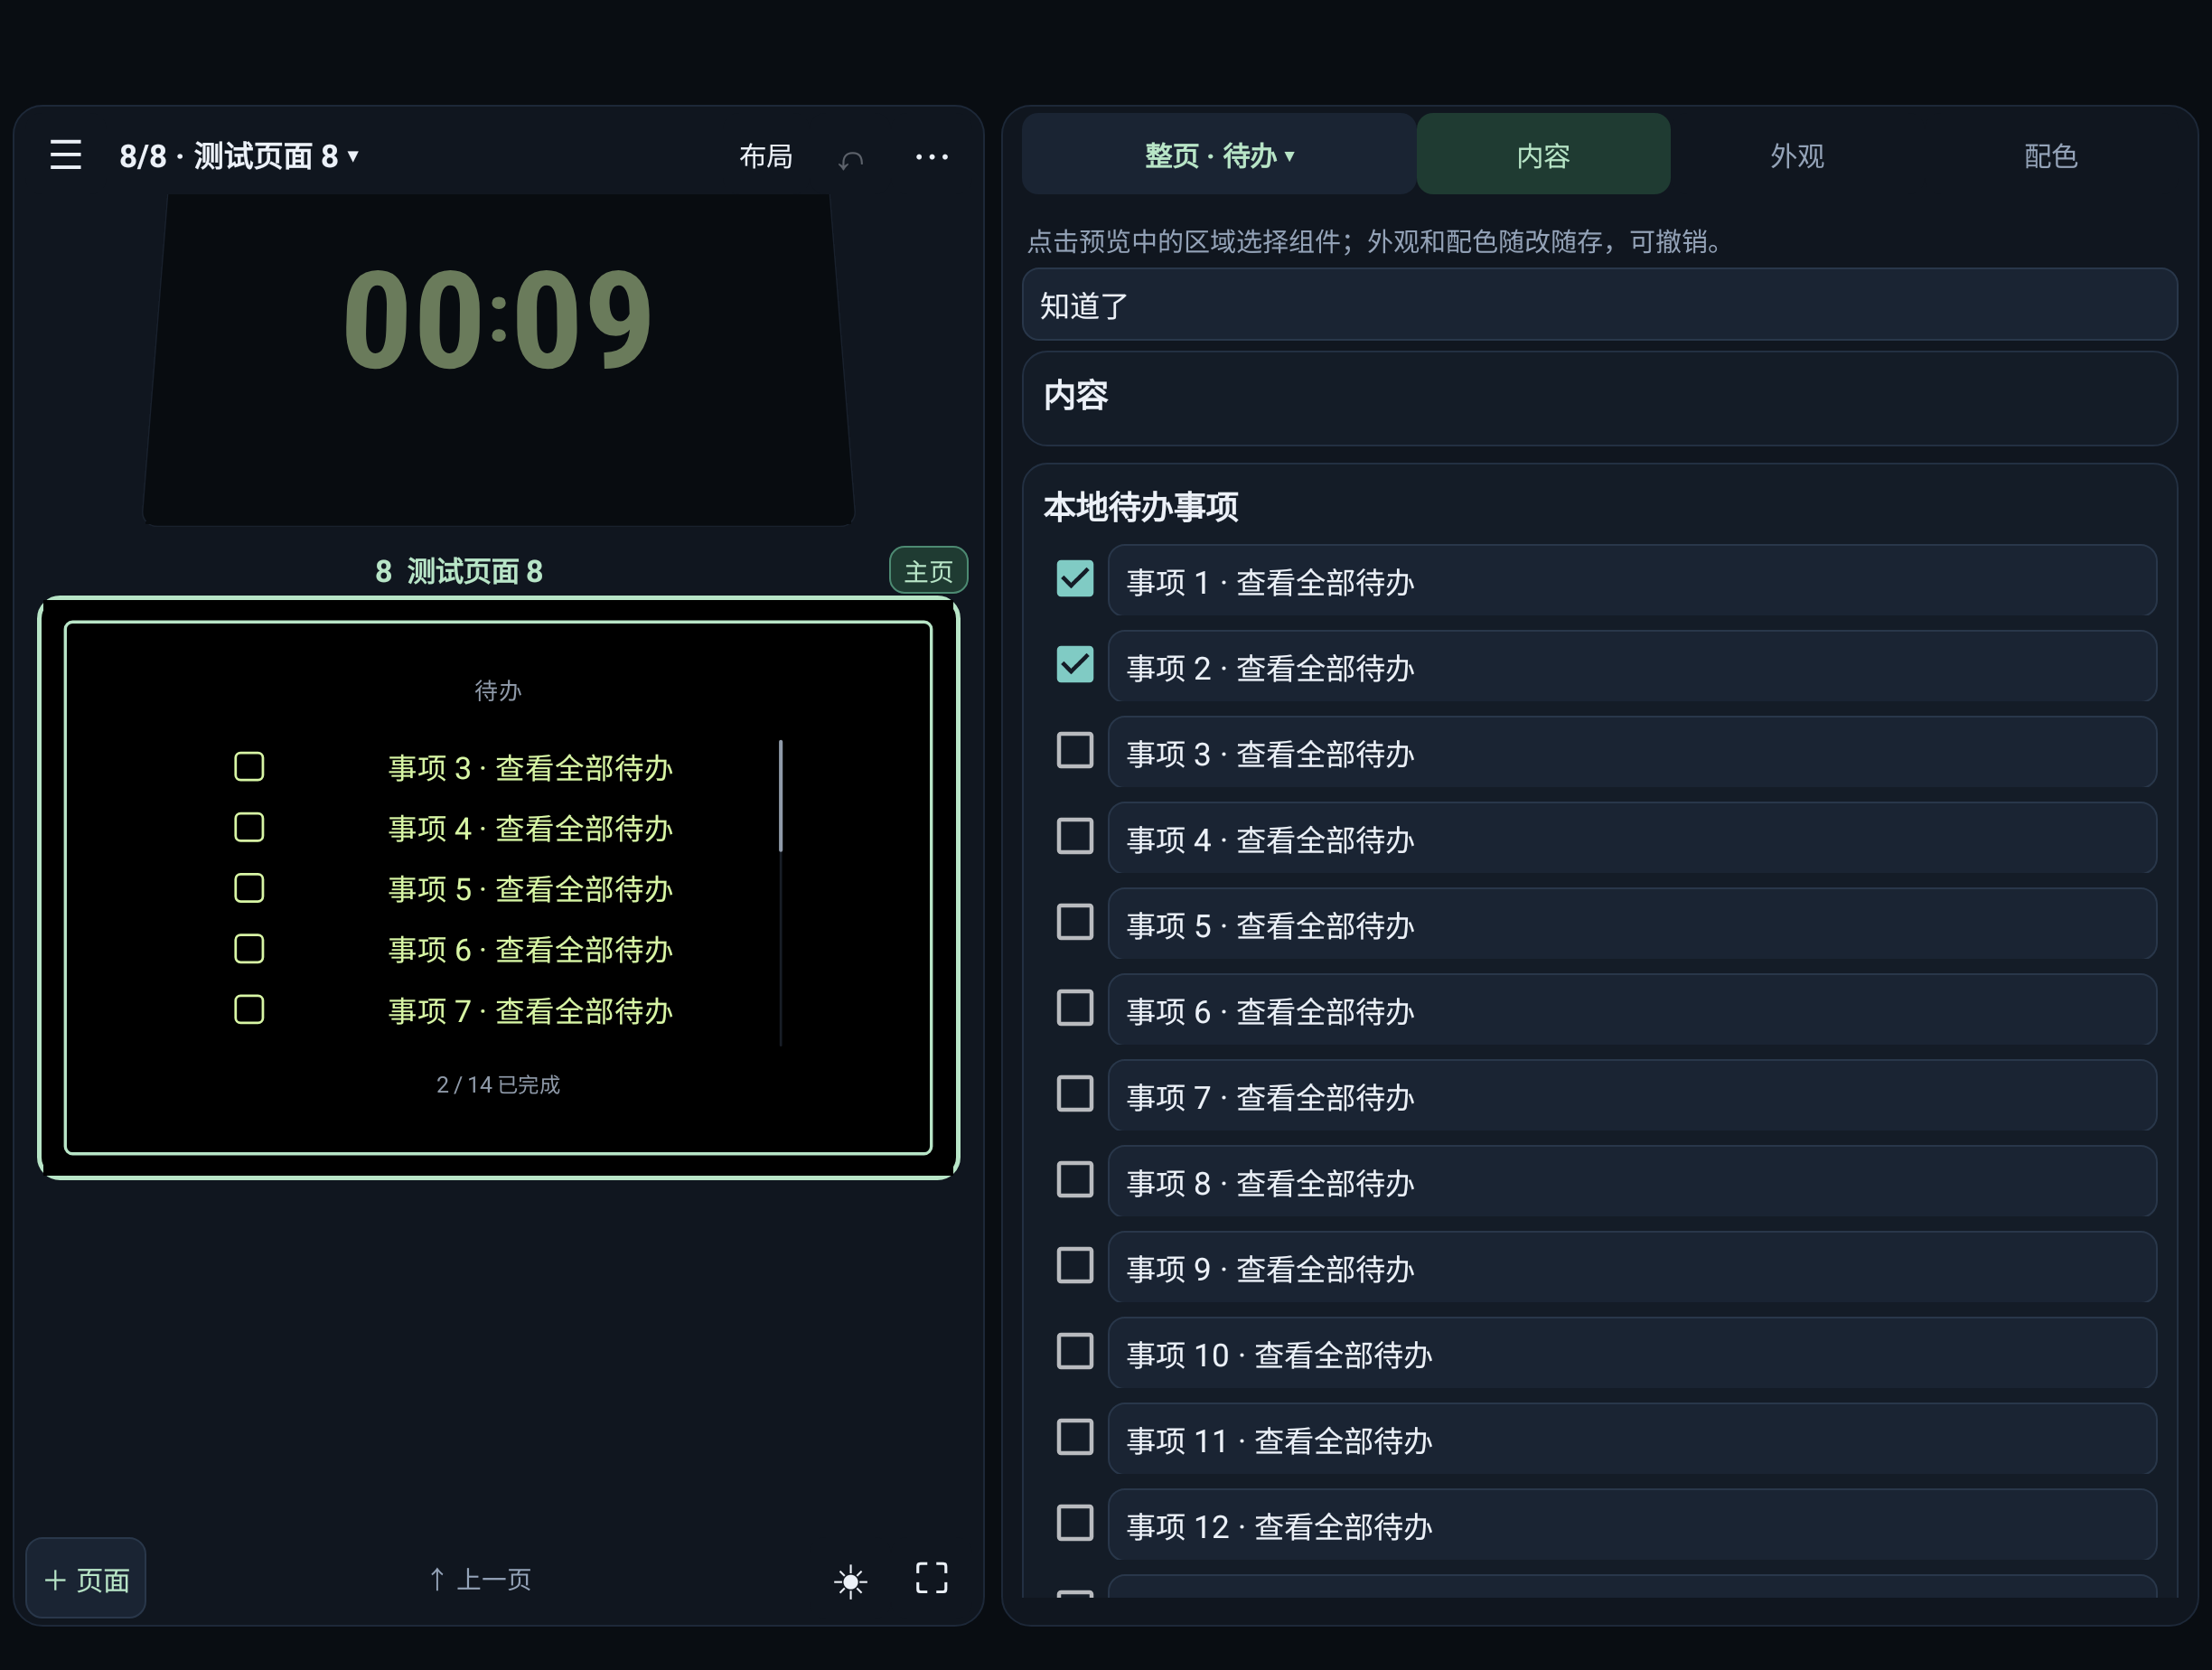 8/8 · 测试页面 8 ▾
布局
00:09
8 测试页面 8
主页
待办
事项 3 · 查看全部待办
事项 4 · 查看全部待办
事项 5 · 查看全部待办
事项 6 · 查看全部待办
事项 7 · 查看全部待办
2 / 14 已完成
+ 页面
↑ 上一页
整页 · 待办 ▾
内容
外观
配色
点击预览中的区域选择组件；外观和配色随改随存，可撤销。
知道了
内容
本地待办事项
事项 1 · 查看全部待办
事项 2 · 查看全部待办
事项 3 · 查看全部待办
事项 4 · 查看全部待办
事项 5 · 查看全部待办
事项 6 · 查看全部待办
事项 7 · 查看全部待办
事项 8 · 查看全部待办
事项 9 · 查看全部待办
事项 10 · 查看全部待办
事项 11 · 查看全部待办
事项 12 · 查看全部待办